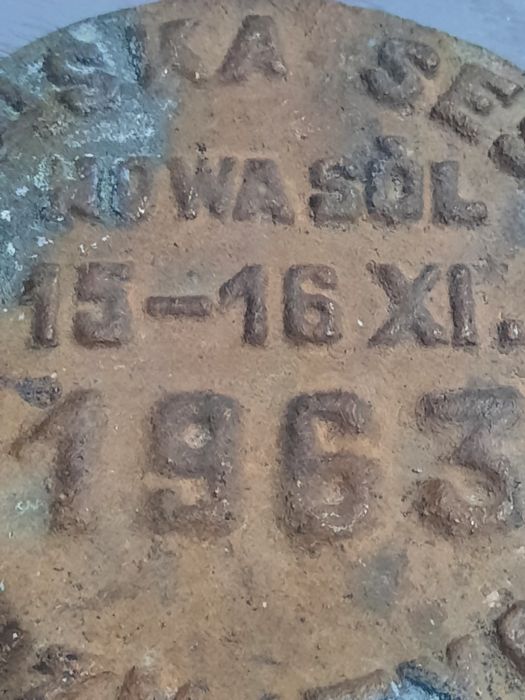 SKA SE
NOWA SÓL
15-16 XI.
1963